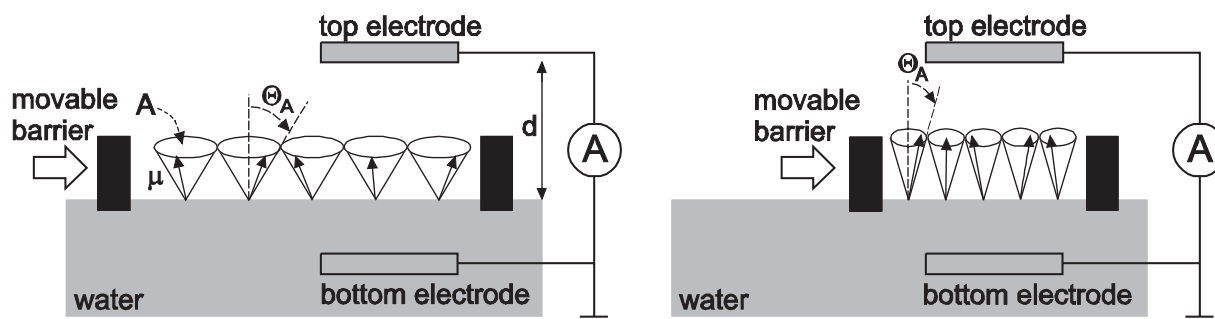 top electrode
Θ_A
movable
barrier
A
d
A
μ
water
bottom electrode
top electrode
Θ_A
movable
barrier
A
water
bottom electrode